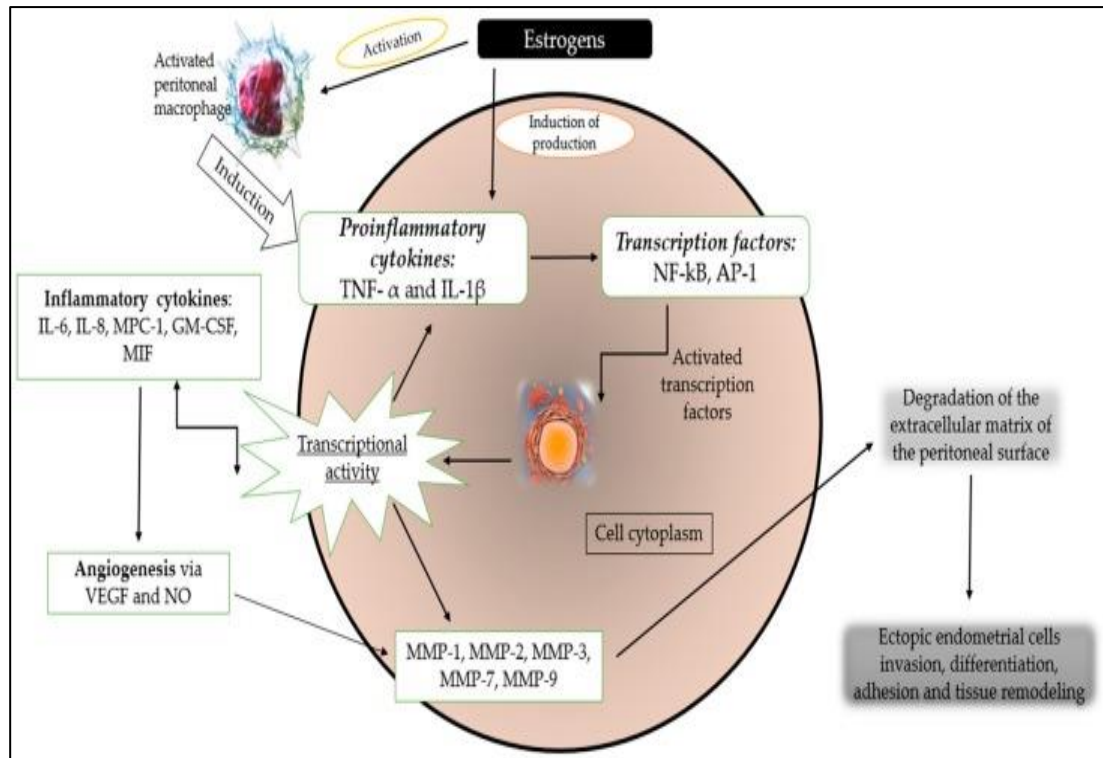 Estrogens
Activation
Activated
peritoneal
macrophage
Induction of
production
Induction
Proinflammatory
cytokines:
TNF- α and IL-1β
Transcription factors:
NF-kB, AP-1
Inflammatory cytokines:
IL-6, IL-8, MPC-1, GM-CSF,
MIF
Activated
transcription
factors
Transcriptional
activity
Degradation of the
extracellular matrix of
the peritoneal surface
Cell cytoplasm
Angiogenesis via
VEGF and NO
MMP-1, MMP-2, MMP-3,
MMP-7, MMP-9
Ectopic endometrial cells
invasion, differentiation,
adhesion and tissue remodeling